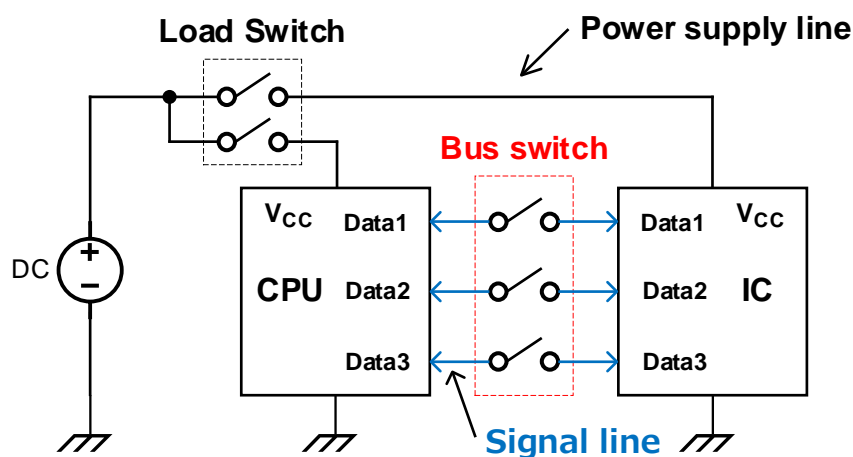 Load Switch
Power supply line
Bus switch
VCC
Data1
Data1
VCC
DC
+
−
CPU
Data2
Data2
IC
Data3
Data3
Signal line